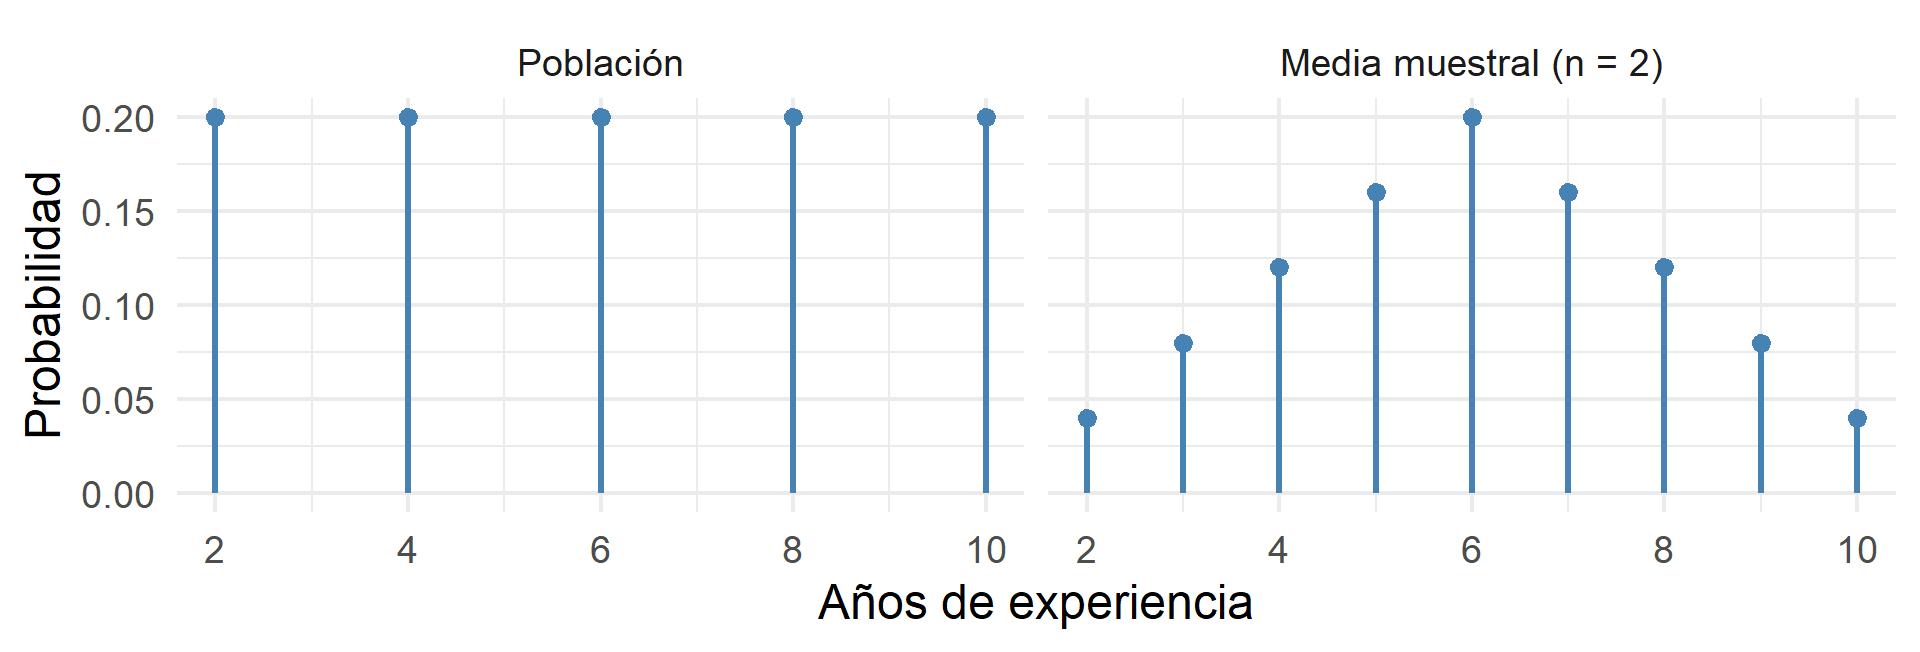 Población
Media muestral (n = 2)
Probabilidad
0.20
0.15
0.10
0.05
0.00
2 4 6 8 10
2 4 6 8 10
Años de experiencia